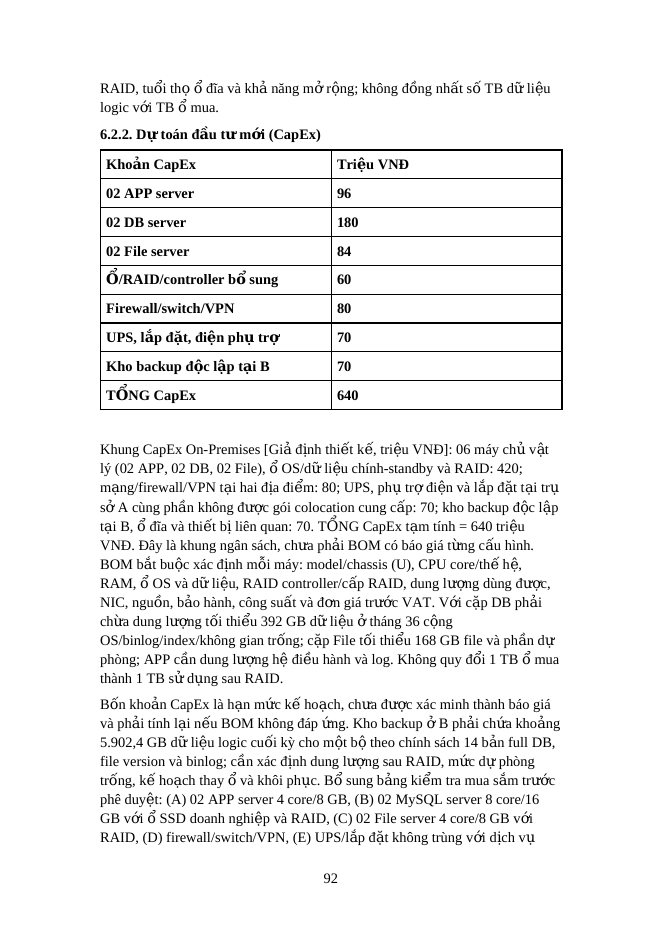 RAID, tuổi thọ ổ đĩa và khả năng mở rộng; không đồng nhất số TB dữ liệu
logic với TB ổ mua.
6.2.2. Dự toán đầu tư mới (CapEx)
Khoản CapEx Triệu VNĐ
02 APP server 96
02 DB server 180
02 File server 84
Ổ/RAID/controller bổ sung 60
Firewall/switch/VPN 80
UPS, lắp đặt, điện phụ trợ 70
Kho backup độc lập tại B 70
TỔNG CapEx 640
Khung CapEx On-Premises [Giả định thiết kế, triệu VNĐ]: 06 máy chủ vật
lý (02 APP, 02 DB, 02 File), ổ OS/dữ liệu chính-standby và RAID: 420;
mạng/firewall/VPN tại hai địa điểm: 80; UPS, phụ trợ điện và lắp đặt tại trụ
sở A cùng phần không được gói colocation cung cấp: 70; kho backup độc lập
tại B, ổ đĩa và thiết bị liên quan: 70. TỔNG CapEx tạm tính = 640 triệu
VNĐ. Đây là khung ngân sách, chưa phải BOM có báo giá từng cấu hình.
BOM bắt buộc xác định mỗi máy: model/chassis (U), CPU core/thế hệ,
RAM, ổ OS và dữ liệu, RAID controller/cấp RAID, dung lượng dùng được,
NIC, nguồn, bảo hành, công suất và đơn giá trước VAT. Với cặp DB phải
chừa dung lượng tối thiểu 392 GB dữ liệu ở tháng 36 cộng
OS/binlog/index/không gian trống; cặp File tối thiểu 168 GB file và phần dự
phòng; APP cần dung lượng hệ điều hành và log. Không quy đổi 1 TB ổ mua
thành 1 TB sử dụng sau RAID.
Bốn khoản CapEx là hạn mức kế hoạch, chưa được xác minh thành báo giá
và phải tính lại nếu BOM không đáp ứng. Kho backup ở B phải chứa khoảng
5.902,4 GB dữ liệu logic cuối kỳ cho một bộ theo chính sách 14 bản full DB,
file version và binlog; cần xác định dung lượng sau RAID, mức dự phòng
trống, kế hoạch thay ổ và khôi phục. Bổ sung bảng kiểm tra mua sắm trước
phê duyệt: (A) 02 APP server 4 core/8 GB, (B) 02 MySQL server 8 core/16
GB với ổ SSD doanh nghiệp và RAID, (C) 02 File server 4 core/8 GB với
RAID, (D) firewall/switch/VPN, (E) UPS/lắp đặt không trùng với dịch vụ
92